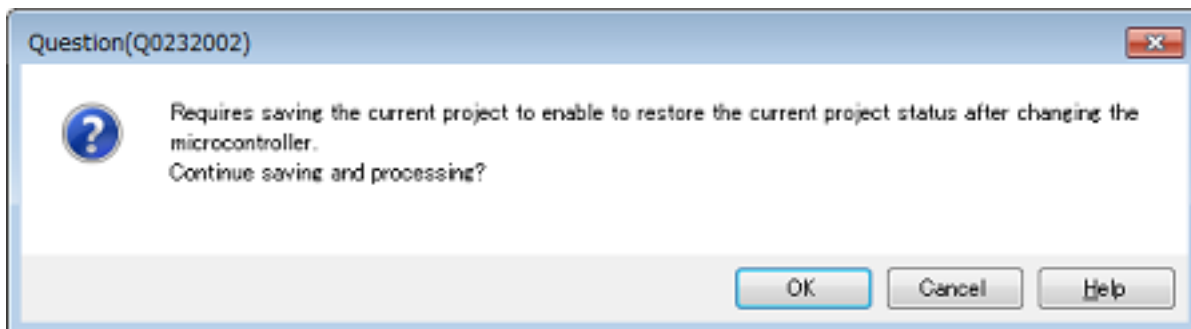 Question(Q0232002)
Requires saving the current project to enable to restore the current project status after changing the
microcontroller.
Continue saving and processing?
OK
Cancel
Help